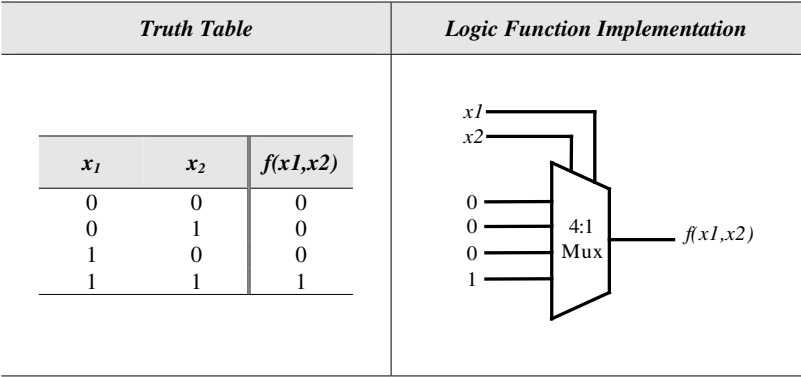 Truth Table
Logic Function Implementation
x1 x2 f(x1,x2)
0 0 0
0 1 0
1 0 0
1 1 1
x1
x2
0
0
0
1
4:1
Mux
f(x1,x2)